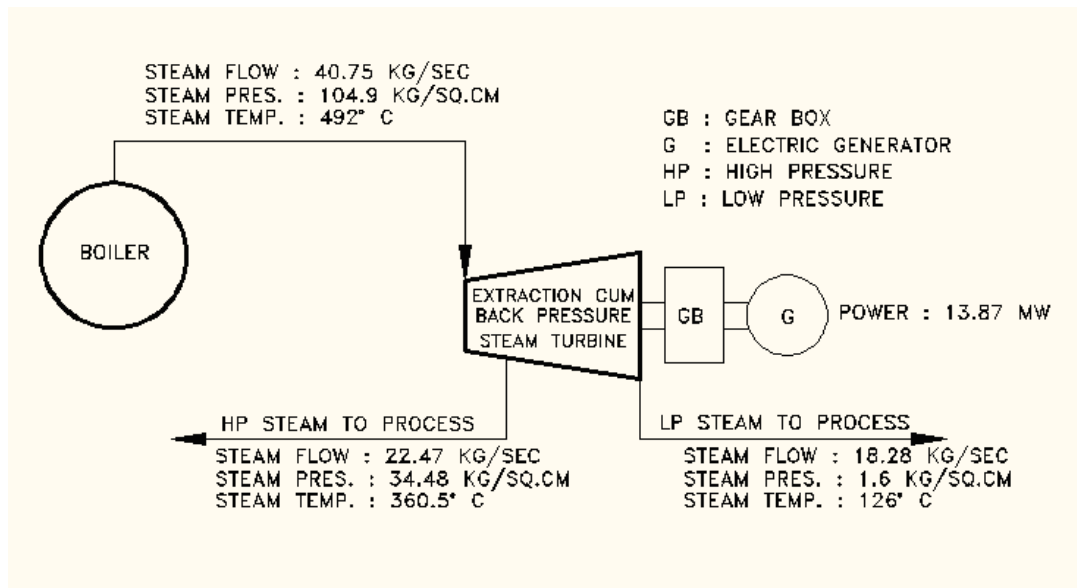 STEAM FLOW : 40.75 KG/SEC
STEAM PRES. : 104.9 KG/SQ.CM
STEAM TEMP. : 492° C
GB : GEAR BOX
G : ELECTRIC GENERATOR
HP : HIGH PRESSURE
LP : LOW PRESSURE
BOILER
EXTRACTION CUM
BACK PRESSURE
STEAM TURBINE
GB
G
POWER : 13.87 MW
HP STEAM TO PROCESS
STEAM FLOW : 22.47 KG/SEC
STEAM PRES. : 34.48 KG/SQ.CM
STEAM TEMP. : 360.5° C
LP STEAM TO PROCESS
STEAM FLOW : 18.28 KG/SEC
STEAM PRES. : 1.6 KG/SQ.CM
STEAM TEMP. : 126° C